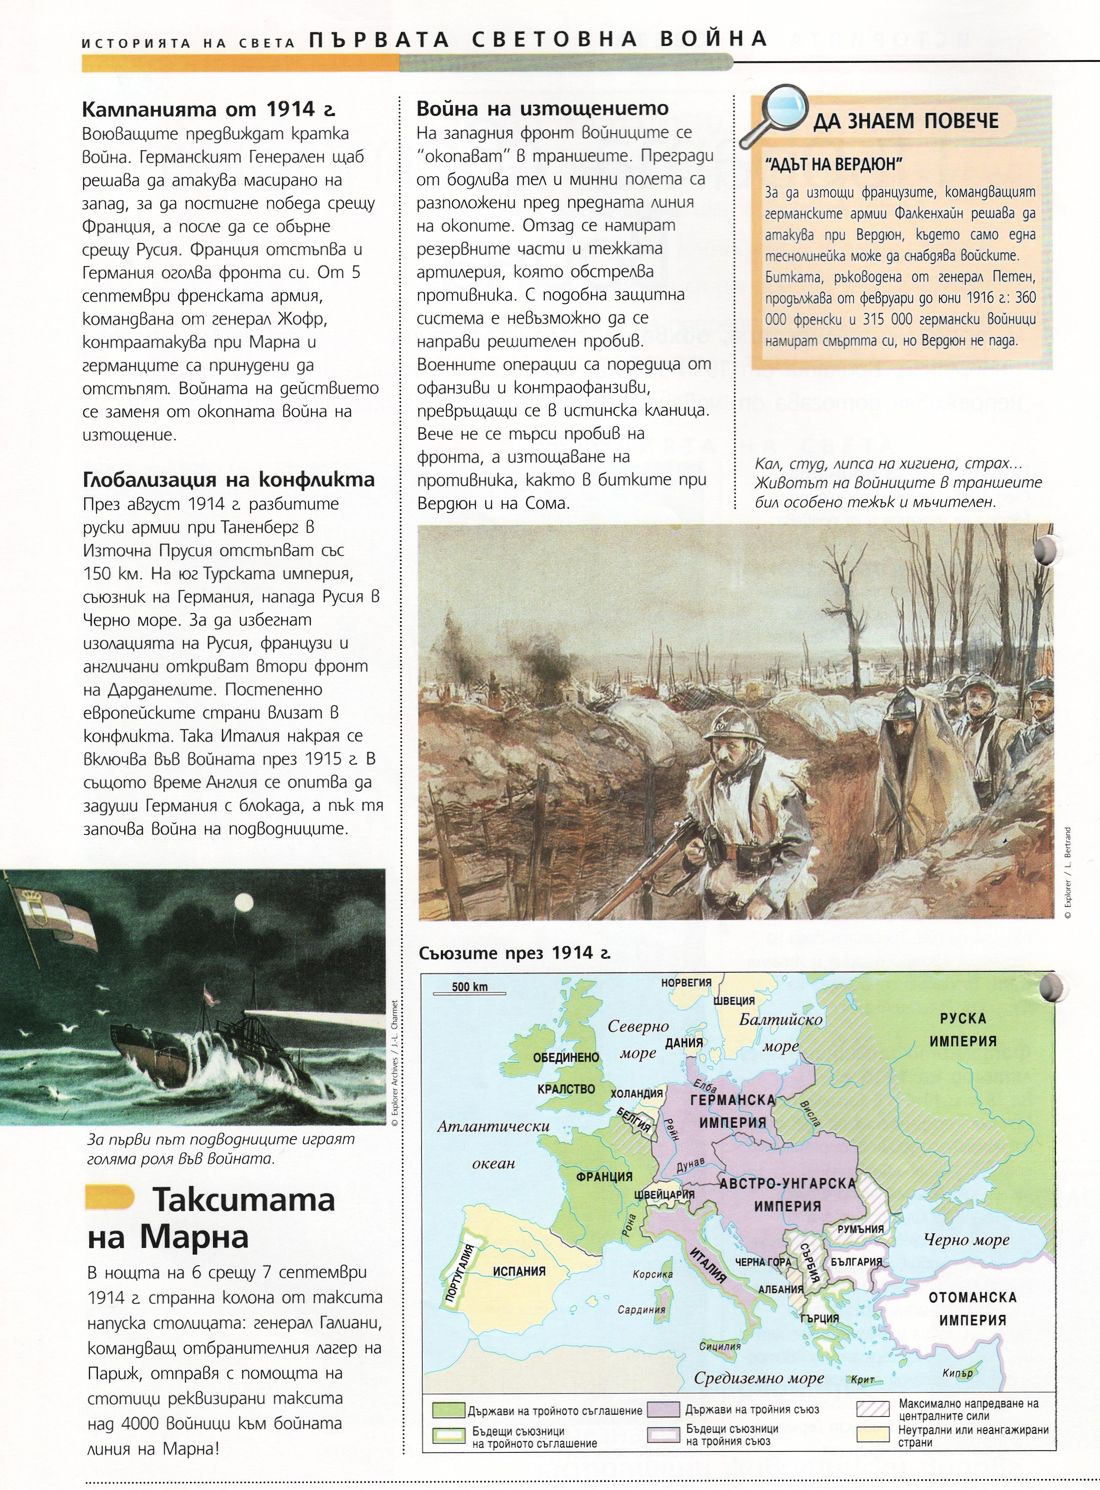 ИСТОРИЯТА НА СВЕТА ПЪРВАТА СВЕТОВНА ВОЙНА
Кампанията от 1914 г.
Воюващите предвиждат кратка
война. Германският Генерален щаб
решава да атакува масирано на
запад, за да постигне победа срещу
Франция, а после да се обърне
срещу Русия. Франция отстъпва и
Германия оголва фронта си. От 5
септември френската армия,
командвана от генерал Жофр,
контраатакува при Марна и
германците са принудени да
отстъпят. Войната на действието
се заменя от окопната война на
изтощение.
Глобализация на конфликта
През август 1914 г. разбитите
руски армии при Таненберг в
Източна Прусия отстъпват със
150 км. На юг Турската империя,
съюзник на Германия, напада Русия в
Черно море. За да избегнат
изолацията на Русия, французи и
англичани откриват втори фронт
на Дарданелите. Постепенно
европейските страни влизат в
конфликта. Така Италия накрая се
включва във войната през 1915 г. В
същото време Англия се опитва да
задуши Германия с блокада, а пък тя
започва война на подводниците.
© Explorer Archives / J.-L. Charmet
За първи път подводниците играят
голяма роля във войната.
Такситата
на Марна
В нощта на 6 срещу 7 септември
1914 г. странна колона от таксита
напуска столицата: генерал Галиани,
командващ отбранителния лагер на
Париж, отправя с помощта на
стотици реквизирани таксита
над 4000 войници към бойната
линия на Марна!
Война на изтощението
На западния фронт войниците се
"окопават" в траншеите. Прегради
от бодлива тел и минни полета са
разположени пред предната линия
на окопите. Отзад се намират
резервните части и тежката
артилерия, която обстрелва
противника. С подобна защитна
система е невъзможно да се
направи решителен пробив.
Военните операции са поредица от
офанзиви и контраофанзиви,
превръщащи се в истинска кланица.
Вече не се търси пробив на
фронта, а изтощаване на
противника, както в битките при
Вердюн и на Сома.
ДА ЗНАЕМ ПОВЕЧЕ
"АДЪТ НА ВЕРДЮН"
За да изтощи французите, командващият
германските армии Фалкенхайн решава да
атакува при Вердюн, където само една
теснолинейка може да снабдява войските.
Битката, ръководена от генерал Петен,
продължава от февруари до юни 1916 г.: 360
000 френски и 315 000 германски войници
намират смъртта си, но Вердюн не пада.
Кал, студ, липса на хигиена, страх...
Животът на войниците в траншеите
бил особено тежък и мъчителен.
© Explorer / L. Bertrand
Съюзите през 1914 г.
500 km
НОРВЕГИЯ
ШВЕЦИЯ
Северно
море
ДАНИЯ
Балтийско
море
РУСКА
ИМПЕРИЯ
ОБЕДИНЕНО
КРАЛСТВО
ХОЛАНДИЯ
БЕЛГИЯ
Елба
ГЕРМАНСКА
ИМПЕРИЯ
Висла
Рейн
Атлантически
океан
Дунав
ФРАНЦИЯ
ШВЕЙЦАРИЯ
АВСТРО-УНГАРСКА
ИМПЕРИЯ
Рона
РУМЪНИЯ
Черно море
ПОРТУГАЛИЯ
ИСПАНИЯ
Корсика
ИТАЛИЯ
ЧЕРНА ГОРА
СЪРБИЯ
БЪЛГАРИЯ
АЛБАНИЯ
Сардиния
ОТОМАНСКА
ИМПЕРИЯ
ГЪРЦИЯ
Сицилия
Средиземно море
Крит
Кипър
Държави на тройното съглашение
Държави на тройния съюз
Максимално напредване на
централните сили
Бъдещи съюзници
на тройното съглашение
Бъдещи съюзници
на тройния съюз
Неутрални или неангажирани
страни